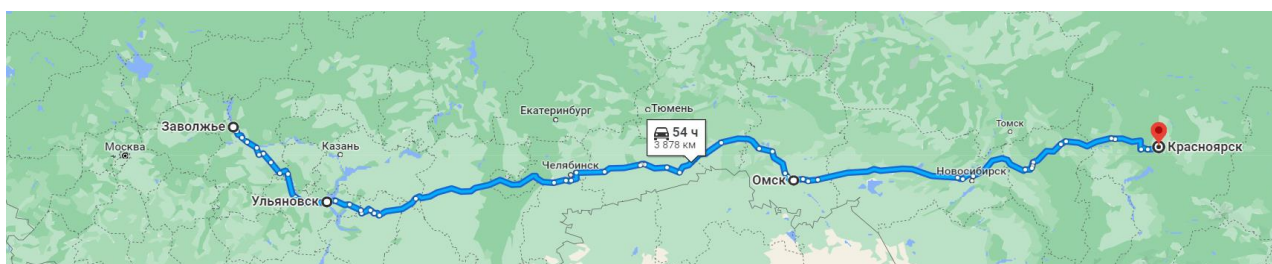 Екатеринбург
Тюмень
Заволжье
54 ч
3 878 км
Томск
Москва
Казань
Красноярск
Челябинск
Омск
Новосибирск
Ульяновск